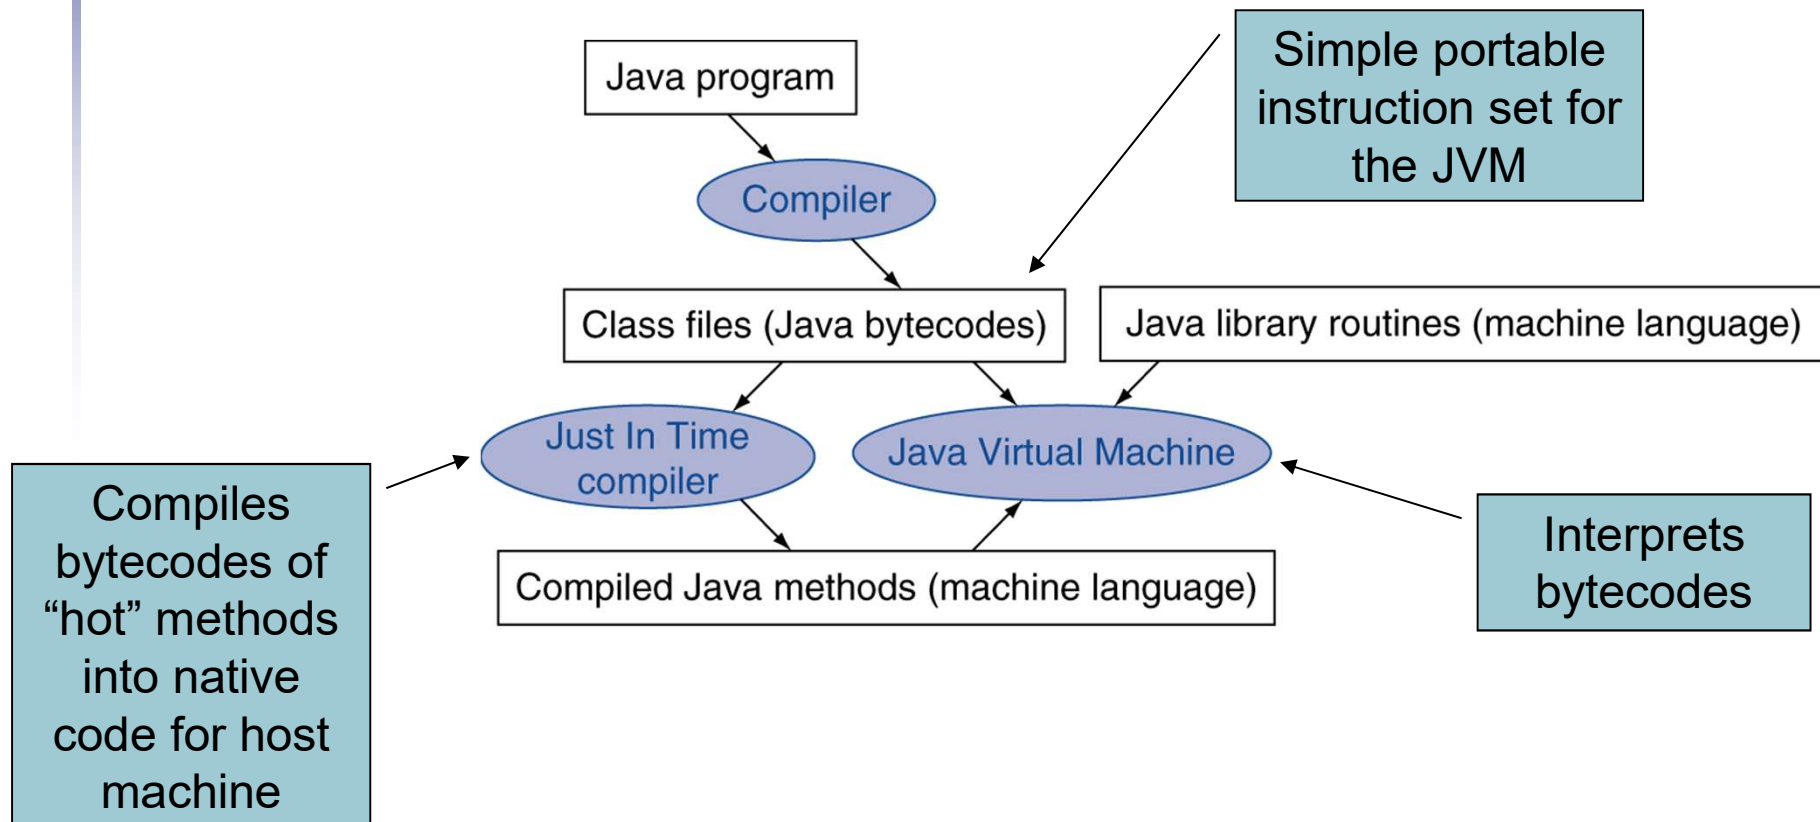 Java program
Simple portable
instruction set for
the JVM
Compiler
Class files (Java bytecodes)
Java library routines (machine language)
Just In Time
compiler
Java Virtual Machine
Compiles
bytecodes of
“hot” methods
into native
code for host
machine
Interprets
bytecodes
Compiled Java methods (machine language)